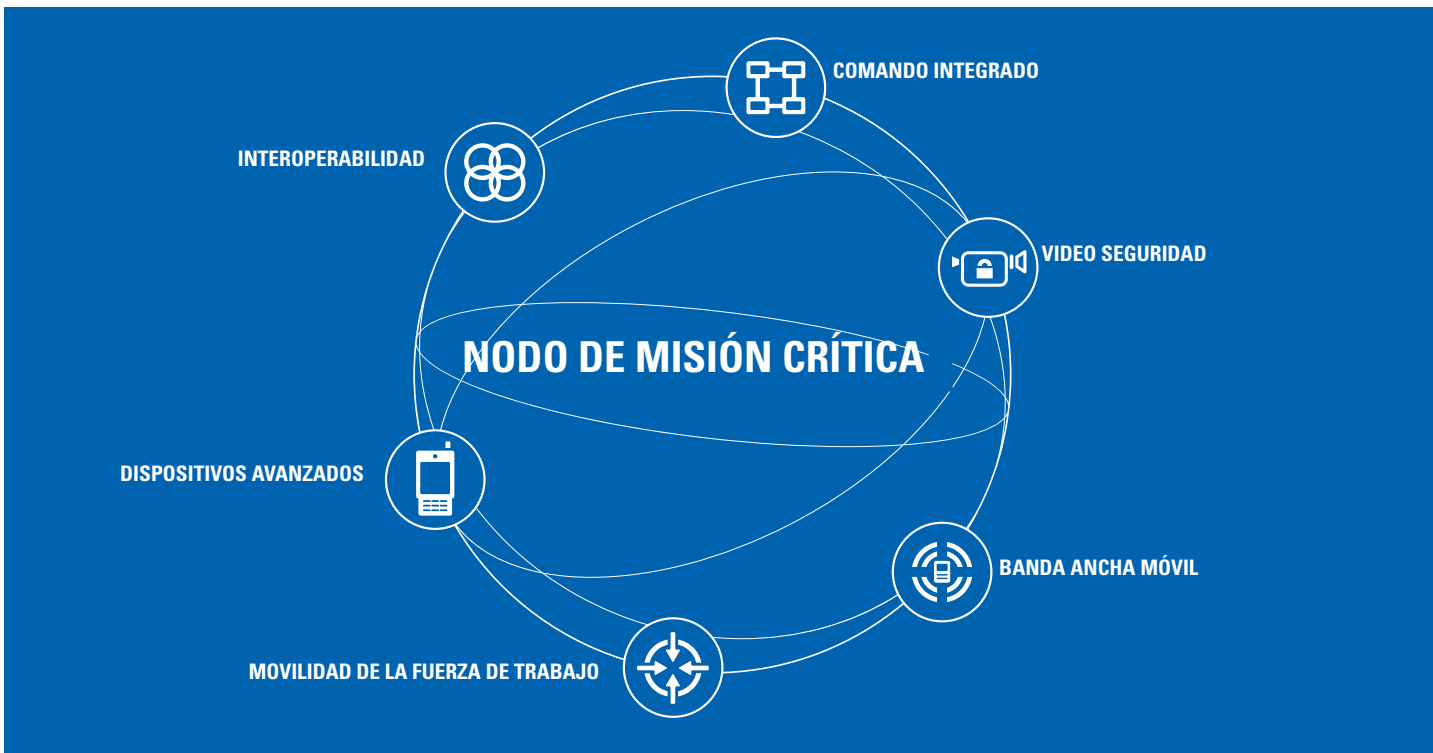 COMANDO INTEGRADO
INTEROPERABILIDAD
VIDEO SEGURIDAD
NODO DE MISIÓN CRÍTICA
DISPOSITIVOS AVANZADOS
BANDA ANCHA MÓVIL
MOVILIDAD DE LA FUERZA DE TRABAJO